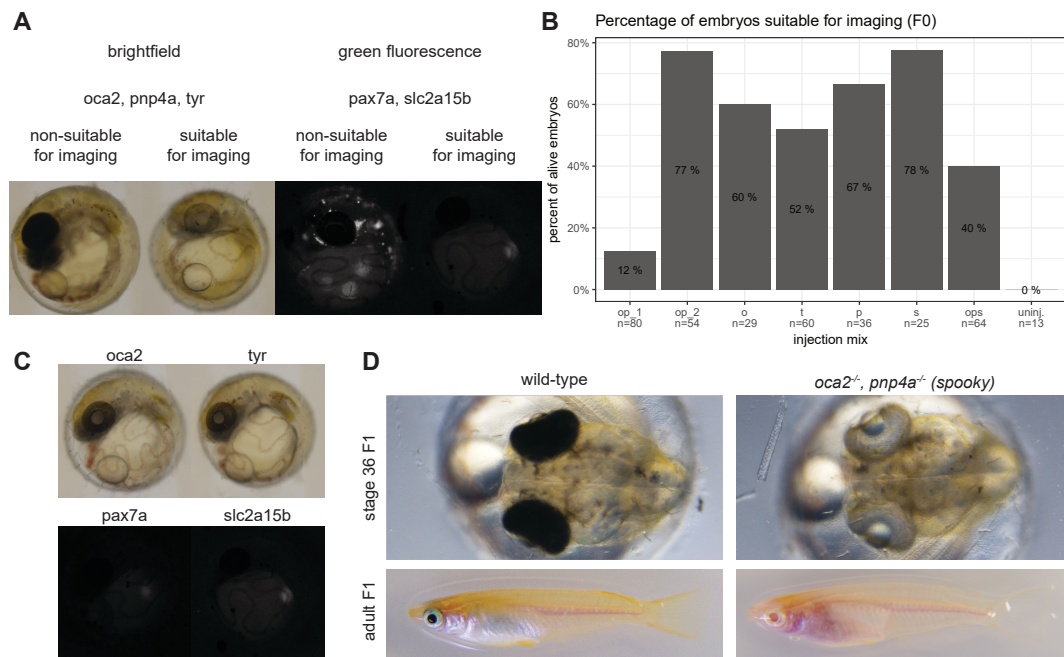 A
brightfield
green fluorescence
oca2, pnp4a, tyr
pax7a, slc2a15b
non-suitable
for imaging
suitable
for imaging
non-suitable
for imaging
suitable
for imaging
B
Percentage of embryos suitable for imaging (F0)
percent of alive embryos
80%
60%
40%
20%
0%
12 %
77 %
60 %
52 %
67 %
78 %
40 %
0 %
op_1
n=80
op_2
n=54
o
n=29
t
n=60
p
n=36
s
n=25
ops
n=64
uninj.
n=13
injection mix
C
oca2
tyr
pax7a
slc2a15b
D
wild-type
oca2-/-, pnp4a-/- (spooky)
stage 36 F1
adult F1